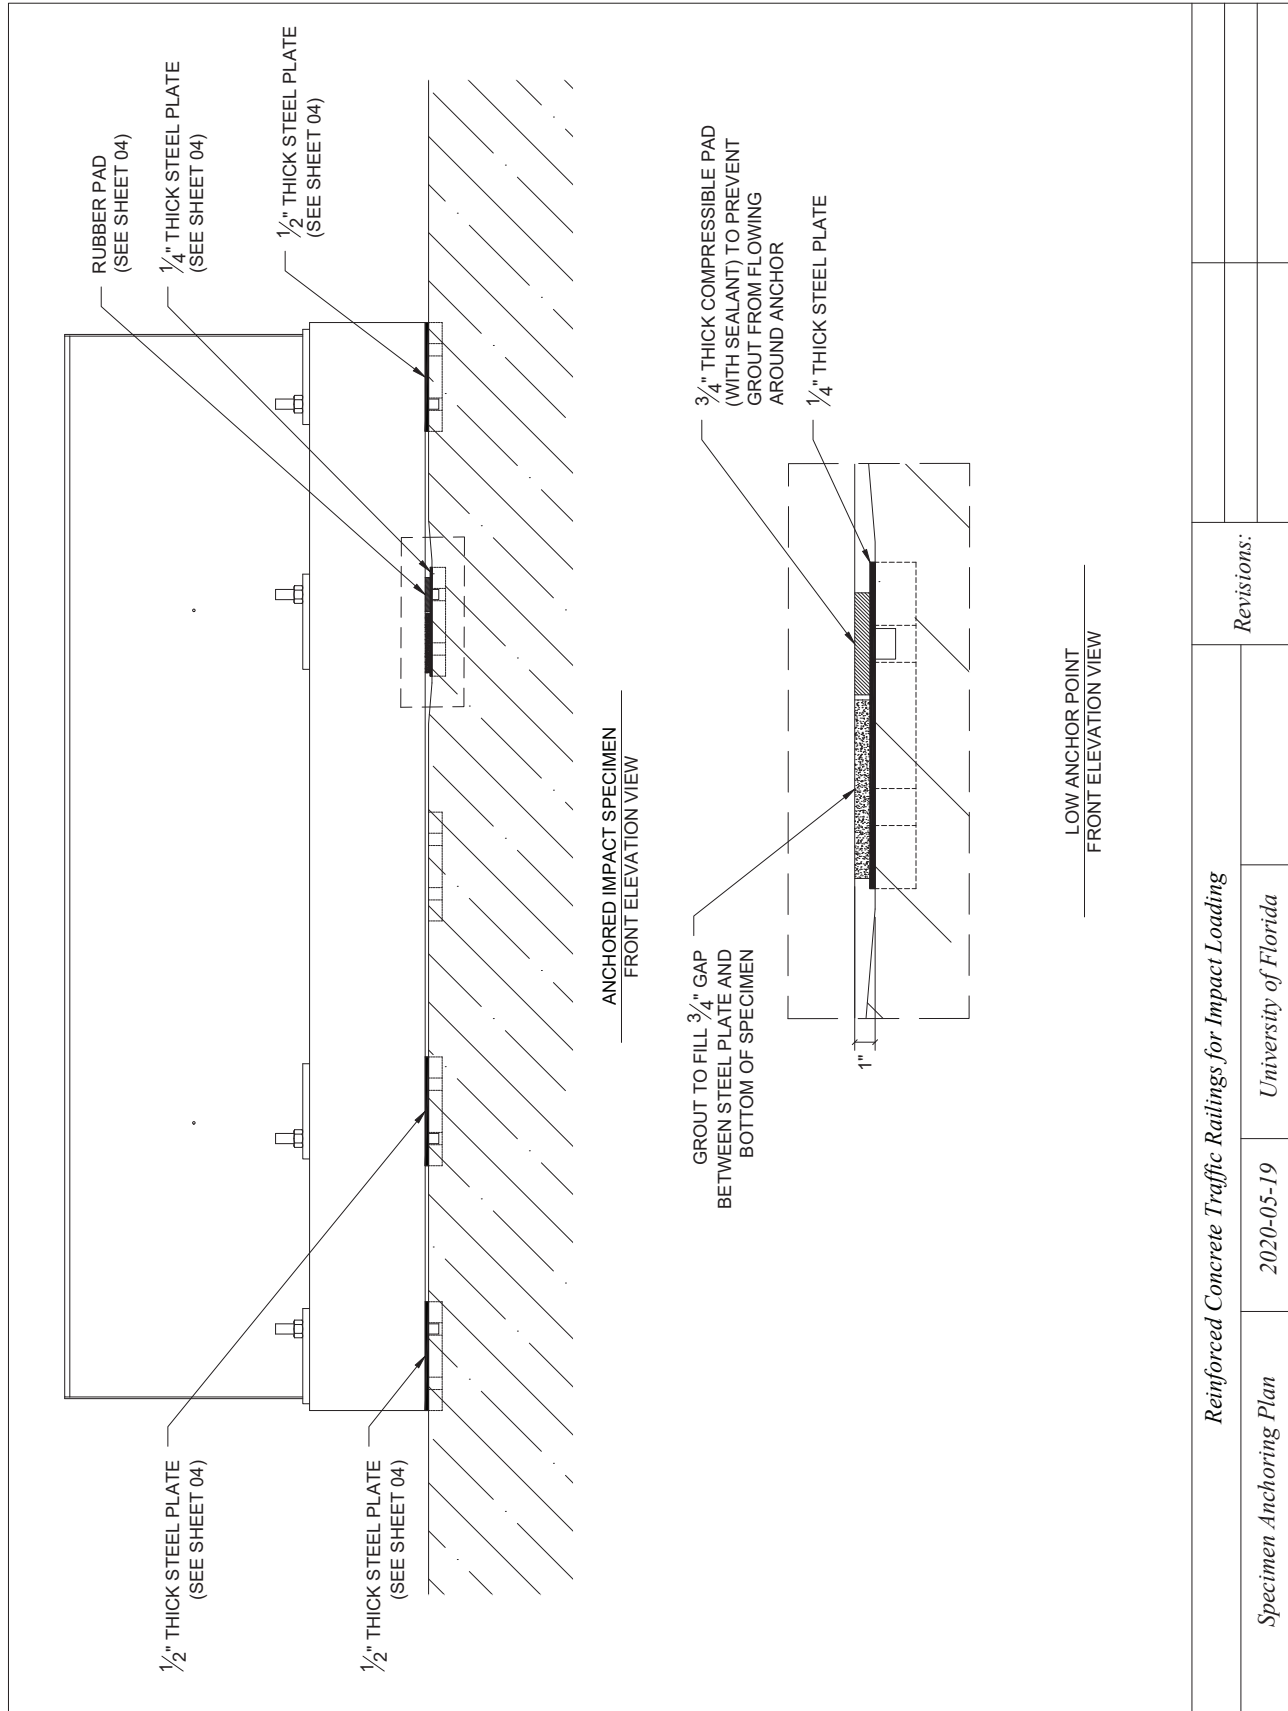 ½" THICK STEEL PLATE
(SEE SHEET 04)
½" THICK STEEL PLATE
(SEE SHEET 04)
RUBBER PAD
(SEE SHEET 04)
¼" THICK STEEL PLATE
(SEE SHEET 04)
½" THICK STEEL PLATE
(SEE SHEET 04)
ANCHORED IMPACT SPECIMEN
FRONT ELEVATION VIEW
GROUT TO FILL ¾" GAP
BETWEEN STEEL PLATE AND
BOTTOM OF SPECIMEN
¾" THICK COMPRESSIBLE PAD
(WITH SEALANT) TO PREVENT
GROUT FROM FLOWING
AROUND ANCHOR
¼" THICK STEEL PLATE
1"
LOW ANCHOR POINT
FRONT ELEVATION VIEW
Reinforced Concrete Traffic Railings for Impact Loading
Revisions:
Specimen Anchoring Plan
2020-05-19
University of Florida